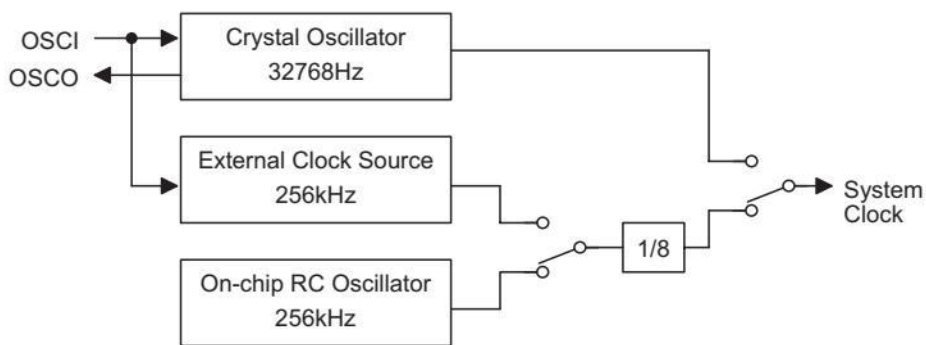 OSCI
OSCO
Crystal Oscillator
32768Hz
External Clock Source
256kHz
On-chip RC Oscillator
256kHz
1/8
System
Clock